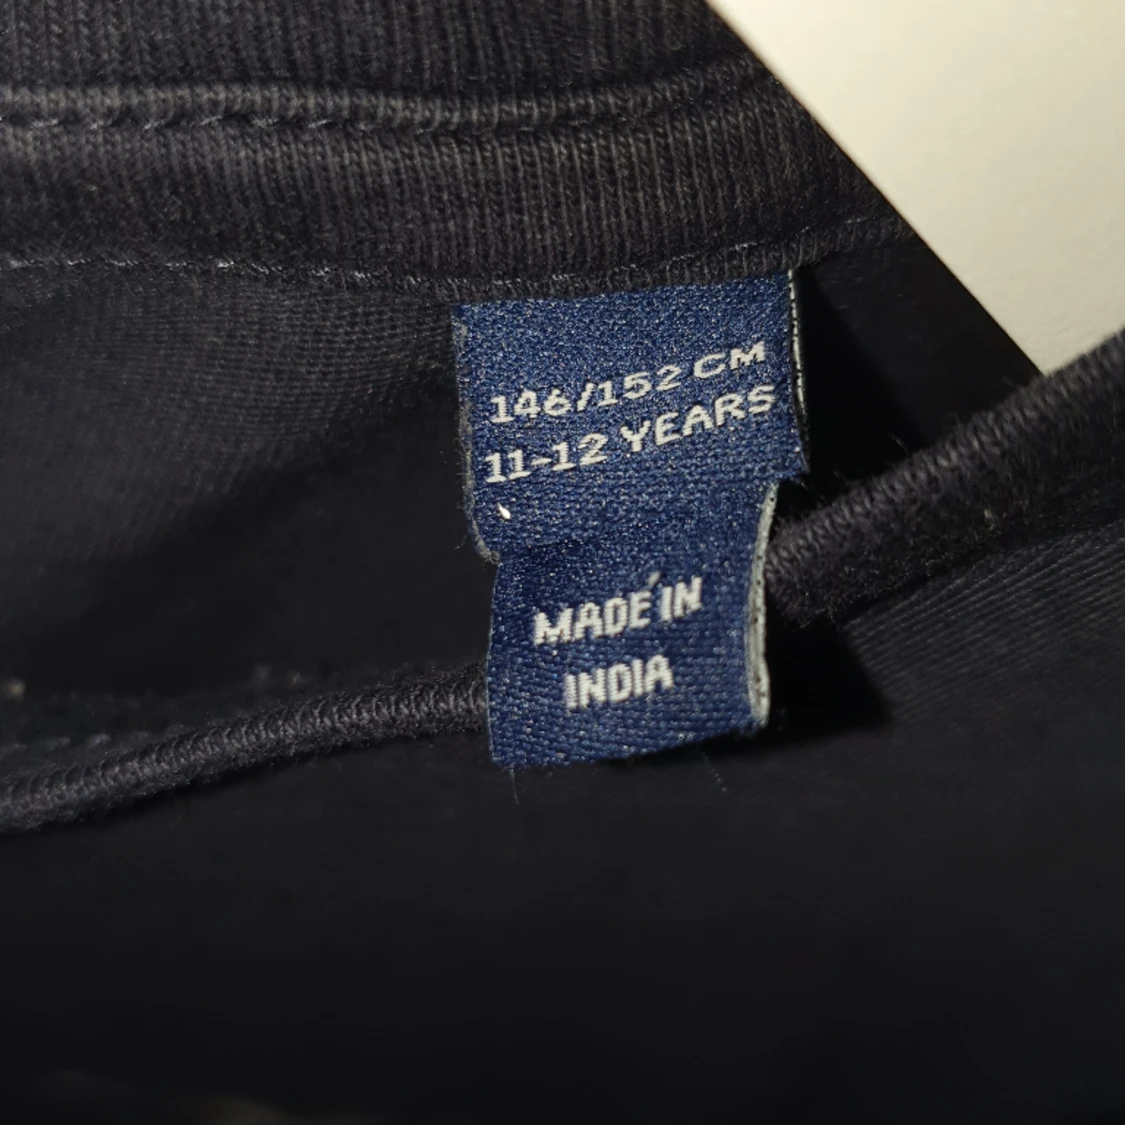 146/152 CM
11-12 YEARS
MADE IN
INDIA